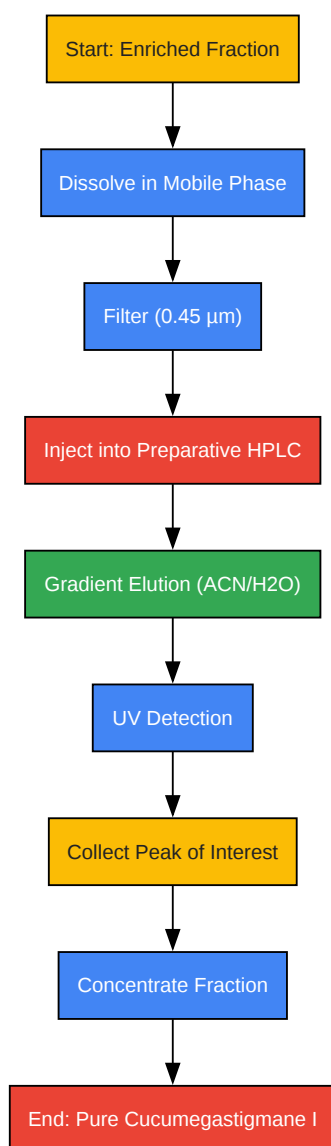 Start: Enriched Fraction
Dissolve in Mobile Phase
Filter (0.45 µm)
Inject into Preparative HPLC
Gradient Elution (ACN/H2O)
UV Detection
Collect Peak of Interest
Concentrate Fraction
End: Pure Cucumegastigmane I